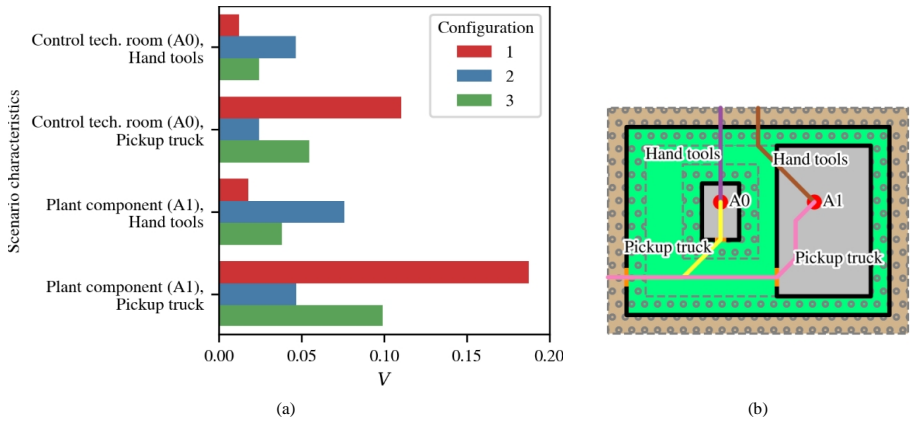 Scenario characteristics
Control tech. room (A0),
Hand tools
Control tech. room (A0),
Pickup truck
Plant component (A1),
Hand tools
Plant component (A1),
Pickup truck
Configuration
1
2
3
0.00 0.05 0.10 0.15 0.20
V
(a)
Hand tools
Hand tools
A0
A1
Pickup truck
Pickup truck
(b)